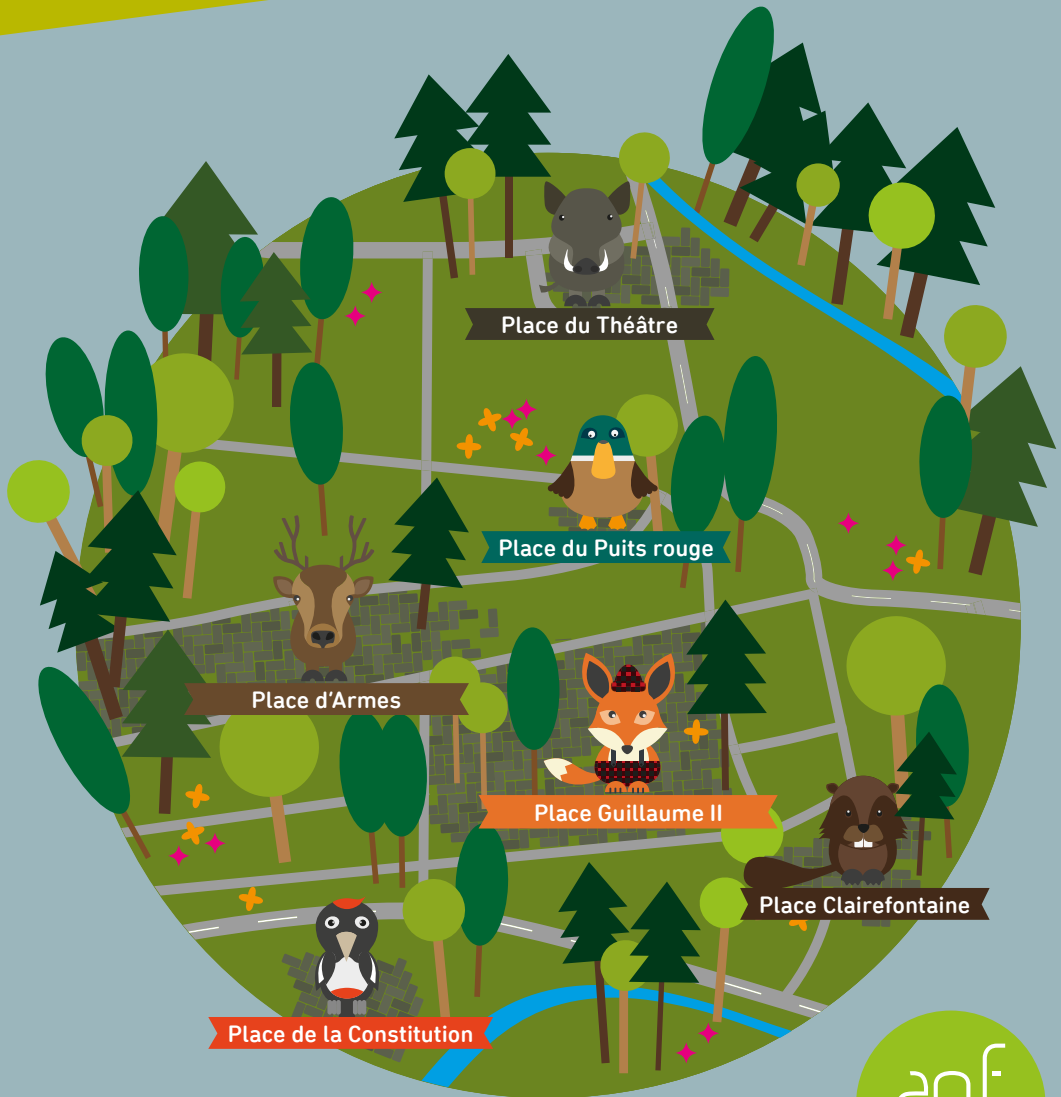 Place du Théâtre
Place du Puits rouge
Place d'Armes
Place Guillaume II
Place Clairefontaine
Place de la Constitution